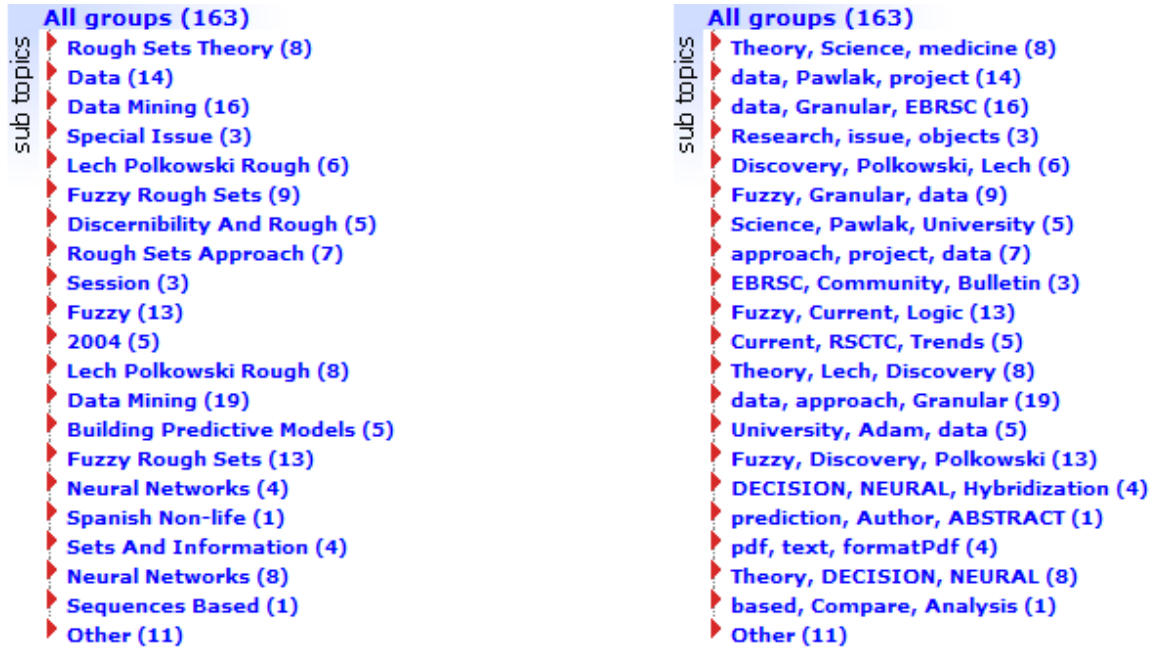 All groups (163)
sub topics
Rough Sets Theory (8)
Data (14)
Data Mining (16)
Special Issue (3)
Lech Polkowski Rough (6)
Fuzzy Rough Sets (9)
Discernibility And Rough (5)
Rough Sets Approach (7)
Session (3)
Fuzzy (13)
2004 (5)
Lech Polkowski Rough (8)
Data Mining (19)
Building Predictive Models (5)
Fuzzy Rough Sets (13)
Neural Networks (4)
Spanish Non-life (1)
Sets And Information (4)
Neural Networks (8)
Sequences Based (1)
Other (11)
All groups (163)
sub topics
Theory, Science, medicine (8)
data, Pawlak, project (14)
data, Granular, EBRSC (16)
Research, issue, objects (3)
Discovery, Polkowski, Lech (6)
Fuzzy, Granular, data (9)
Science, Pawlak, University (5)
approach, project, data (7)
EBRSC, Community, Bulletin (3)
Fuzzy, Current, Logic (13)
Current, RSCTC, Trends (5)
Theory, Lech, Discovery (8)
data, approach, Granular (19)
University, Adam, data (5)
Fuzzy, Discovery, Polkowski (13)
DECISION, NEURAL, Hybridization (4)
prediction, Author, ABSTRACT (1)
pdf, text, formatPdf (4)
Theory, DECISION, NEURAL (8)
based, Compare, Analysis (1)
Other (11)